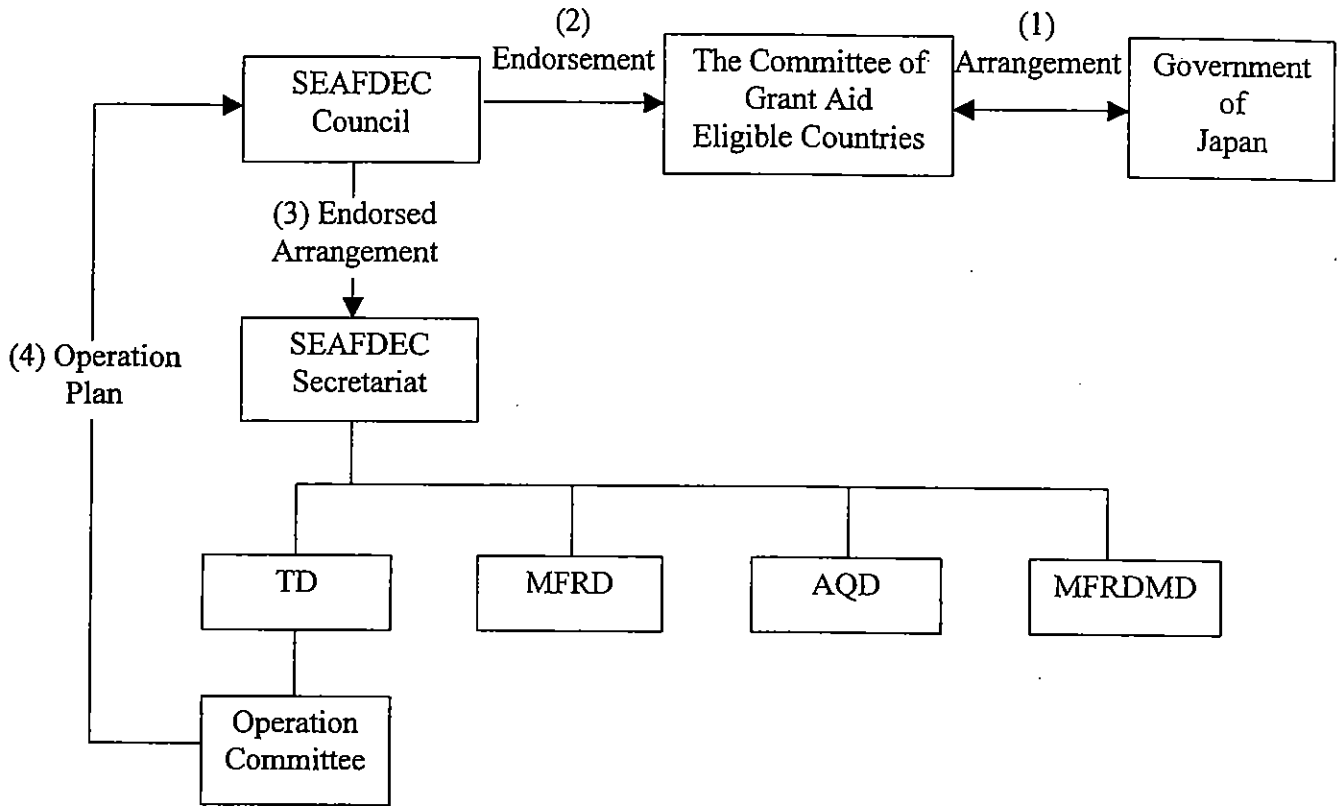 (2)
Endorsement
(1)
Arrangement
SEAFDEC
Council
The Committee of
Grant Aid
Eligible Countries
Government
of
Japan
(3) Endorsed
Arrangement
SEAFDEC
Secretariat
(4) Operation
Plan
TD
MFRD
AQD
MFRDMD
Operation
Committee